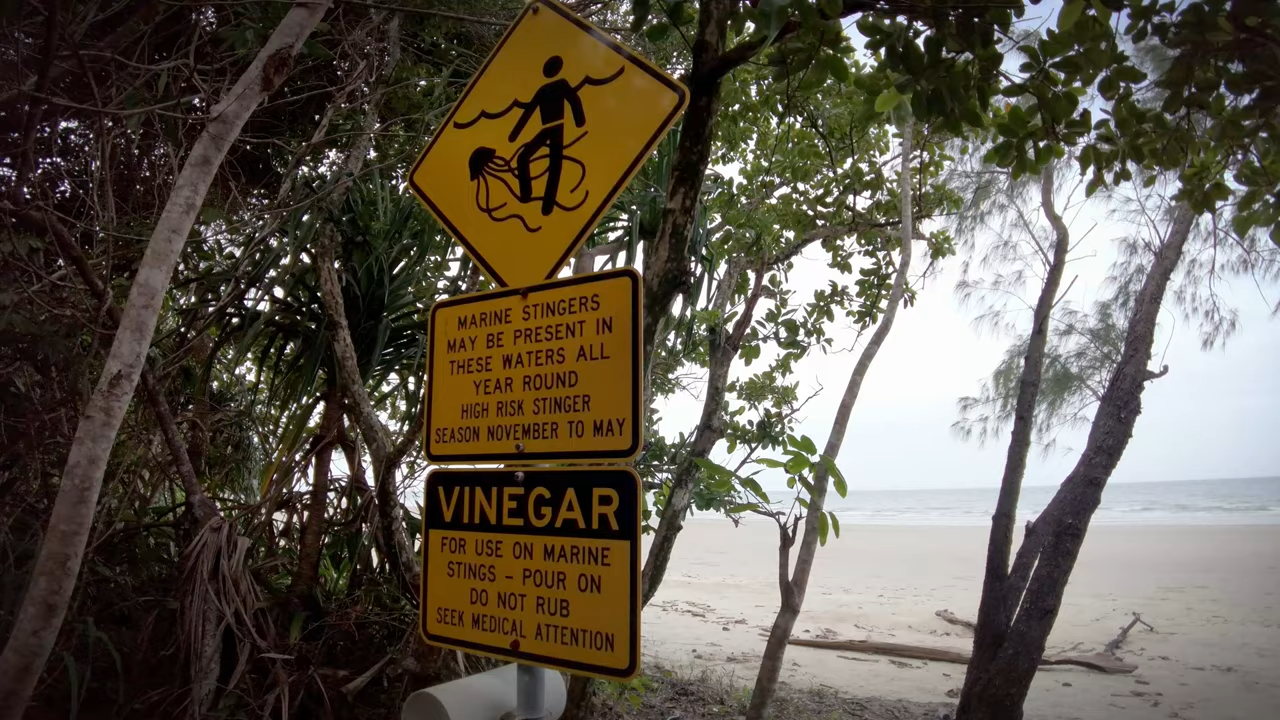 MARINE STINGERS
MAY BE PRESENT IN
THESE WATERS ALL
YEAR ROUND
HIGH RISK STINGER
SEASON NOVEMBER TO MAY
VINEGAR
FOR USE ON MARINE
STINGS – POUR ON
DO NOT RUB
SEEK MEDICAL ATTENTION